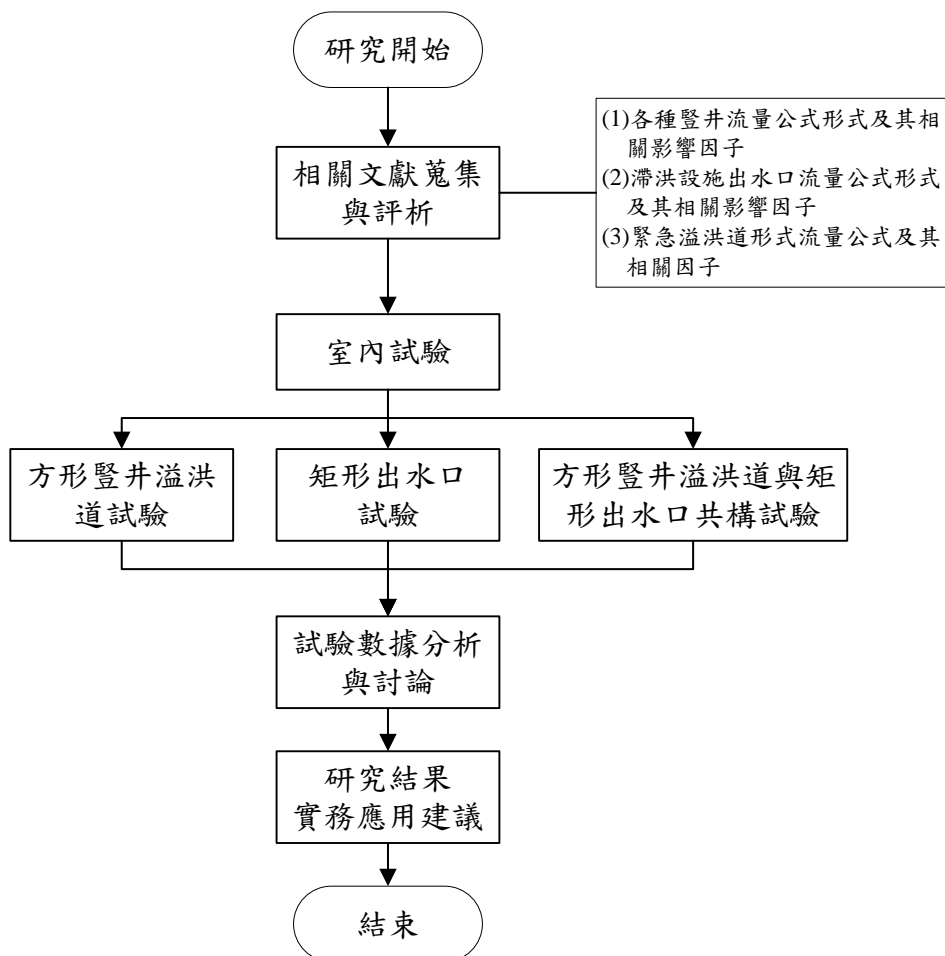 研究開始
相關文獻蒐集
與評析
(1)各種豎井流量公式形式及其相
關影響因子
(2)滯洪設施出水口流量公式形式
及其相關影響因子
(3)緊急溢洪道形式流量公式及其
相關因子
室內試驗
方形豎井溢洪
道試驗
矩形出水口
試驗
方形豎井溢洪道與矩
形出水口共構試驗
試驗數據分析
與討論
研究結果
實務應用建議
結束